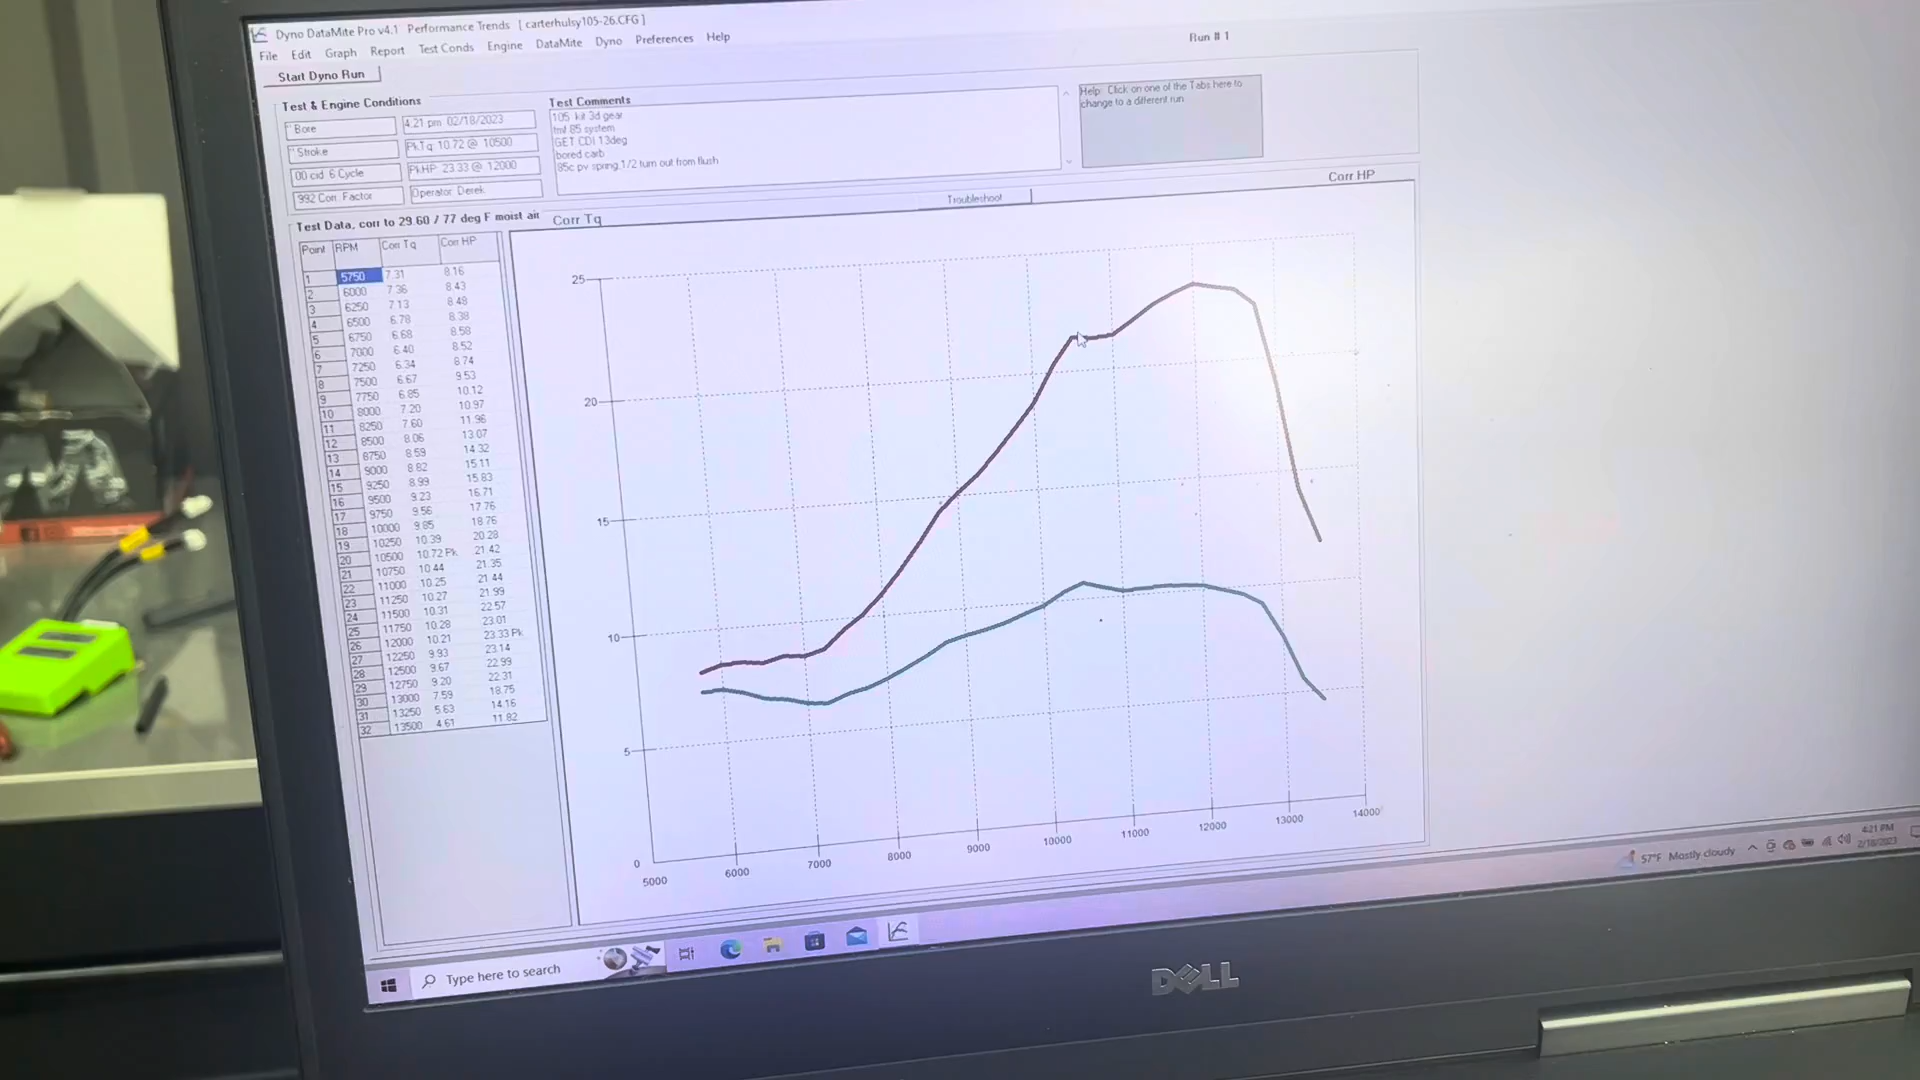 Dyno DataMite Pro v4.1 Performance Trends [ carterhulsy105-26.CFG ]
File Edit Graph Report Test Conds Engine DataMite Dyno Preferences Help
Run # 1
Start Dyno Run
Test & Engine Conditions
" Bore
4:21 pm 02/18/2023
" Stroke
Pk Tq: 10.72 @ 10500
00 cid 6 Cycle
Pk HP: 23.33 @ 12000
.992 Corr. Factor
Operator: Derek
Test Comments
105 kit 3d gear
tmf 85 system
GET CDI 13deg
bored carb
85c pv spring 1/2 turn out from flush
Help: Click on one of the Tabs here to
change to a different run
Troubleshoot
Test Data, corr to 29.60 / 77 deg F moist air
Corr Tq
Corr HP
Point RPM Corr Tq Corr HP
1 5750 7.31 8.16
2 6000 7.36 8.43
3 6250 7.13 8.48
4 6500 6.78 8.38
5 6750 6.68 8.58
6 7000 6.40 8.52
7 7250 6.34 8.74
8 7500 6.67 9.53
9 7750 6.85 10.12
10 8000 7.20 10.97
11 8250 7.60 11.96
12 8500 8.06 13.07
13 8750 8.59 14.32
14 9000 8.82 15.11
15 9250 8.99 15.83
16 9500 9.23 16.71
17 9750 9.56 17.76
18 10000 9.85 18.76
19 10250 10.39 20.28
20 10500 10.72 Pk 21.42
21 10750 10.44 21.35
22 11000 10.25 21.44
23 11250 10.27 21.99
24 11500 10.31 22.57
25 11750 10.28 23.01
26 12000 10.21 23.33 Pk
27 12250 9.93 23.14
28 12500 9.67 22.99
29 12750 9.20 22.31
30 13000 7.59 18.75
31 13250 5.63 14.16
32 13500 4.61 11.82
25
20
15
10
5
0
5000 6000 7000 8000 9000 10000 11000 12000 13000 14000
57°F Mostly cloudy
4:21 PM
2/18/2023
Type here to search
DELL